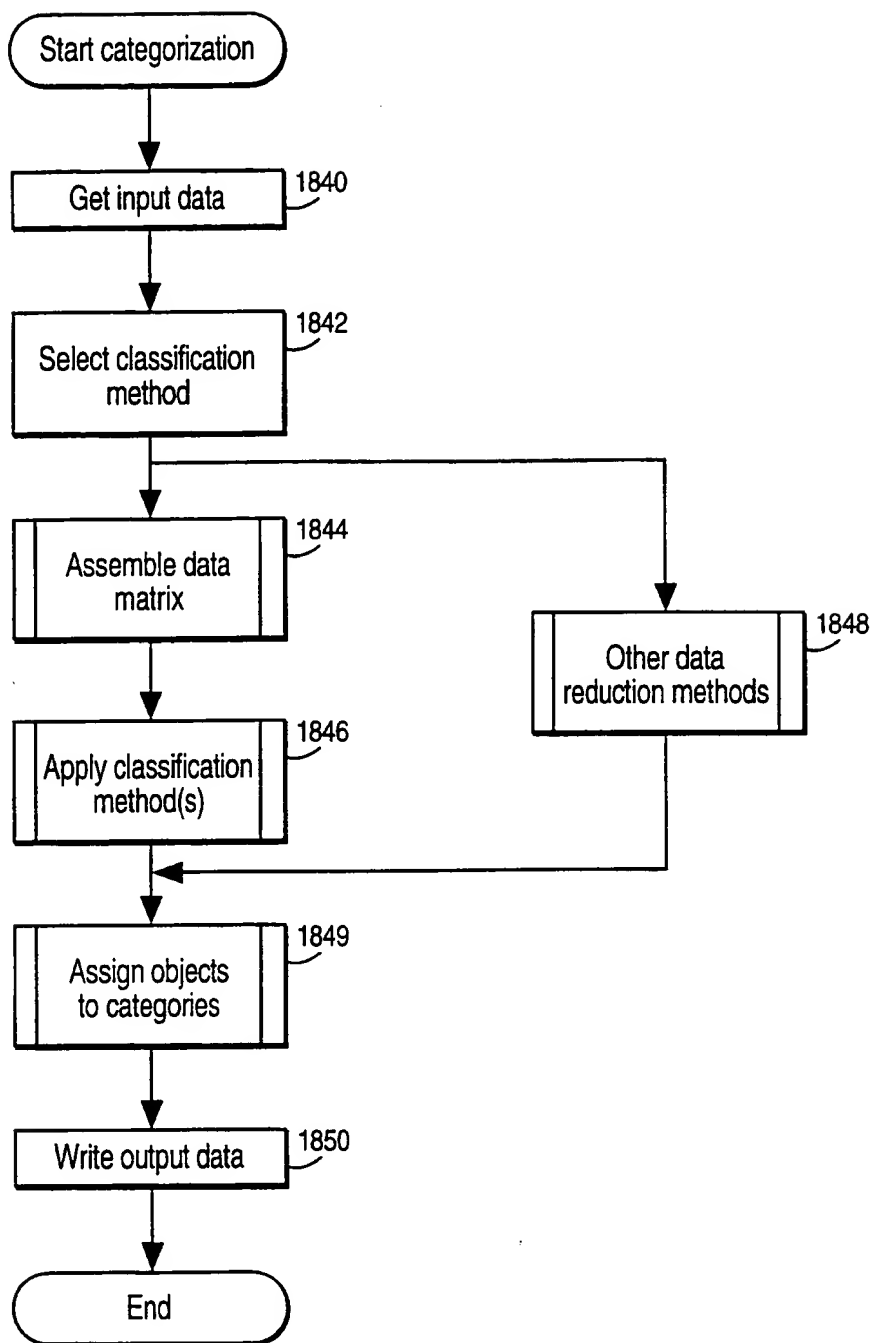 Start categorization
Get input data
1840
Select classification
method
1842
Assemble data
matrix
1844
Other data
reduction methods
1848
Apply classification
method(s)
1846
Assign objects
to categories
1849
Write output data
1850
End